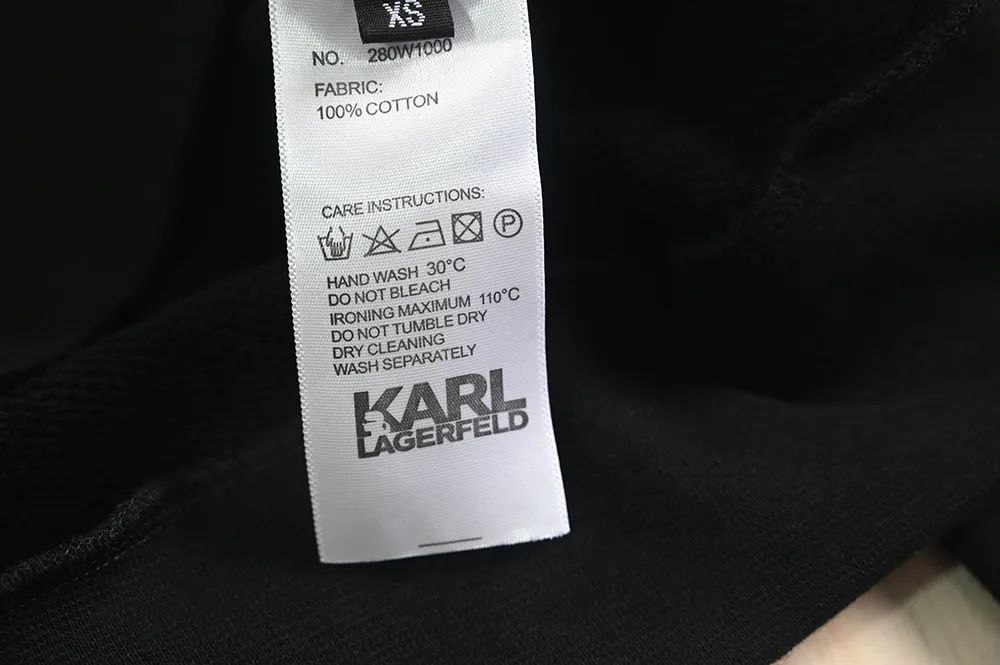 XS
NO. 280W1000
FABRIC:
100% COTTON
CARE INSTRUCTIONS:
P
HAND WASH 30°C
DO NOT BLEACH
IRONING MAXIMUM 110°C
DO NOT TUMBLE DRY
DRY CLEANING
WASH SEPARATELY
KARL
LAGERFELD